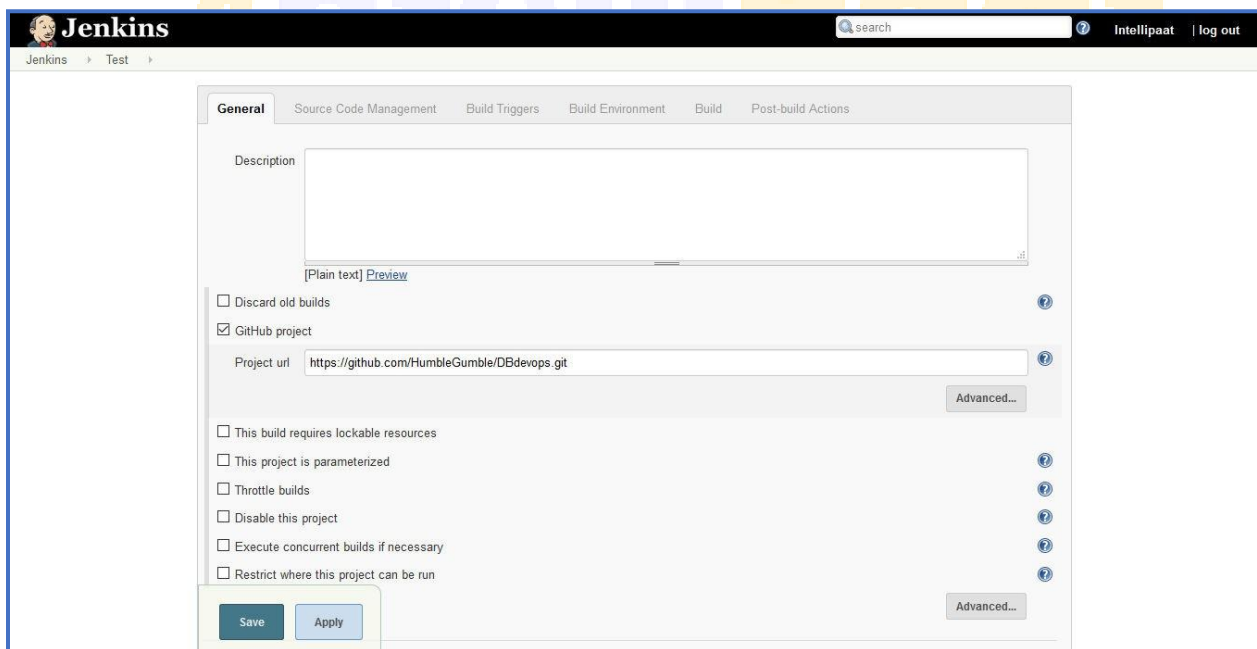 Jenkins
search
Intellipaat | log out
Jenkins Test
General Source Code Management Build Triggers Build Environment Build Post-build Actions
Description
[Plain text] Preview
Discard old builds
GitHub project
Project url https://github.com/HumbleGumble/DBdevops.git
Advanced...
This build requires lockable resources
This project is parameterized
Throttle builds
Disable this project
Execute concurrent builds if necessary
Restrict where this project can be run
Advanced...
Save Apply